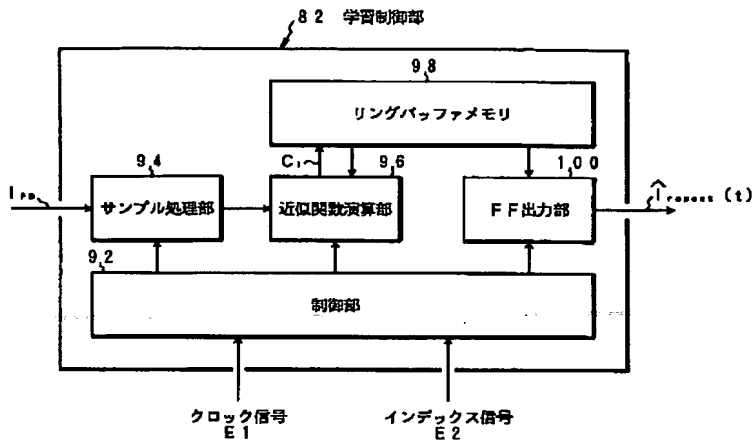 82 学習制御部
98
リングバッファメモリ
94
Ci
96
100
IFB
サンプル処理部
近似関数演算部
FF出力部
Îrepeat (t)
92
制御部
クロック信号
E1
インデックス信号
E2